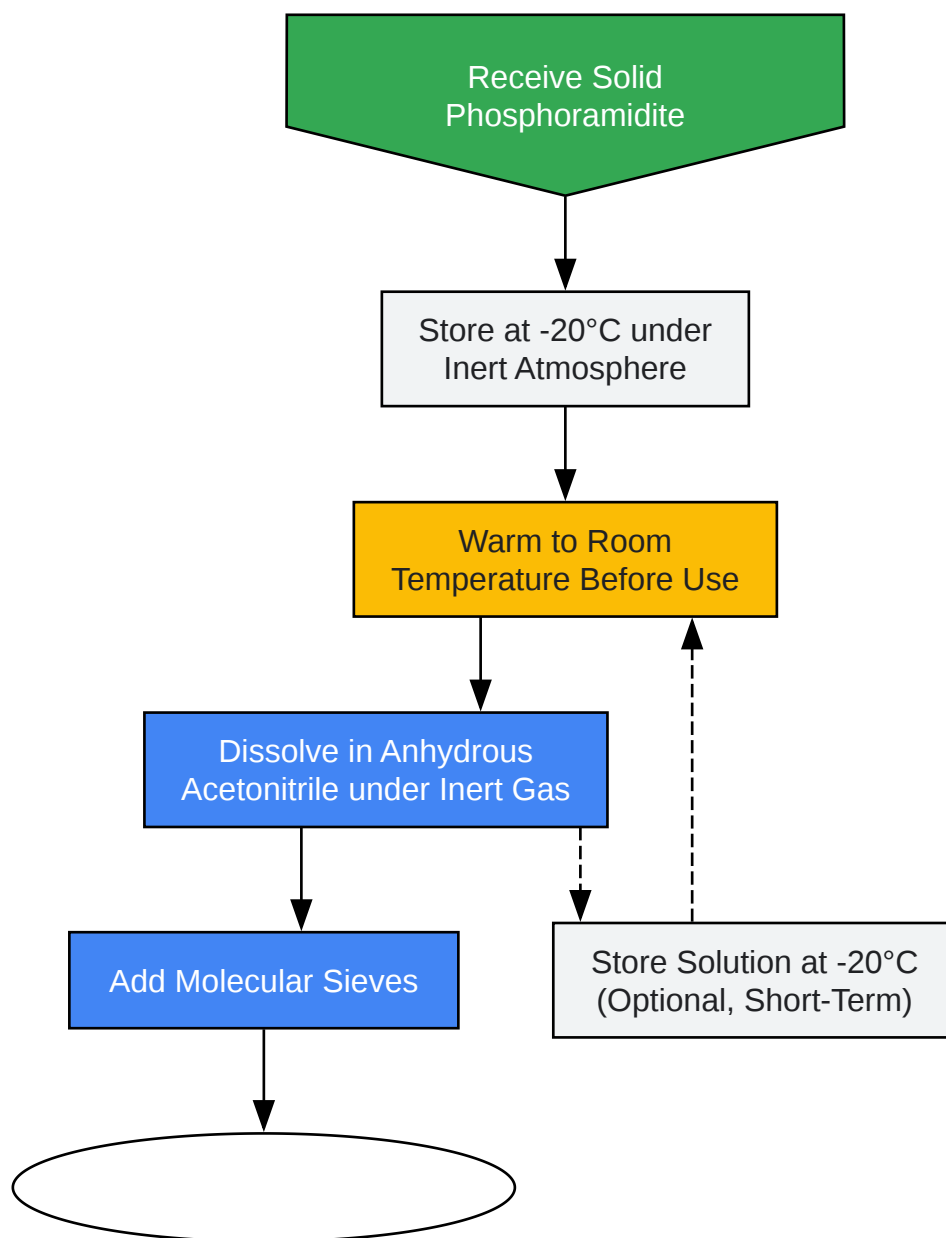 Receive Solid
Phosphoramidite
Store at -20°C under
Inert Atmosphere
Warm to Room
Temperature Before Use
Dissolve in Anhydrous
Acetonitrile under Inert Gas
Add Molecular Sieves
Store Solution at -20°C
(Optional, Short-Term)